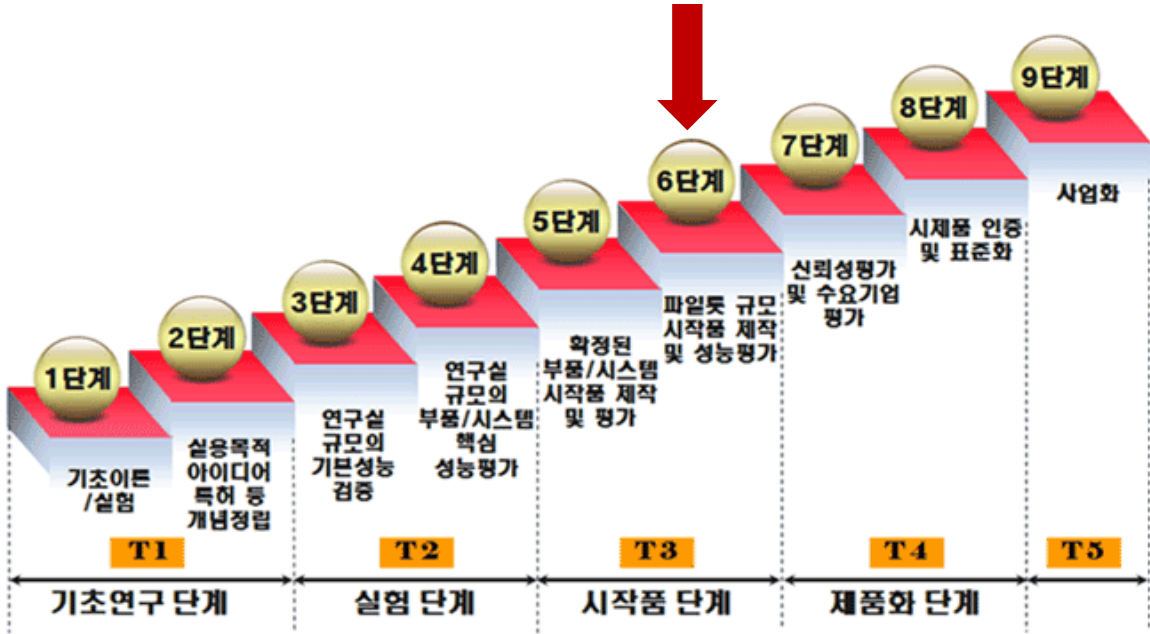 1단계
기초이론
/실험
2단계
실용목적
아이디어
특허 등
개념정립
3단계
연구실
규모의
기본성능
검증
4단계
연구실
규모의
부품/시스템
핵심
성능평가
5단계
확정된
부품/시스템
시작품 제작
및 평가
6단계
파일롯 규모
시작품 제작
및 성능평가
7단계
신뢰성평가
및 수요기업
평가
8단계
시제품 인증
및 표준화
9단계
사업화
T1
T2
T3
T4
T5
기초연구 단계
실험 단계
시작품 단계
제품화 단계